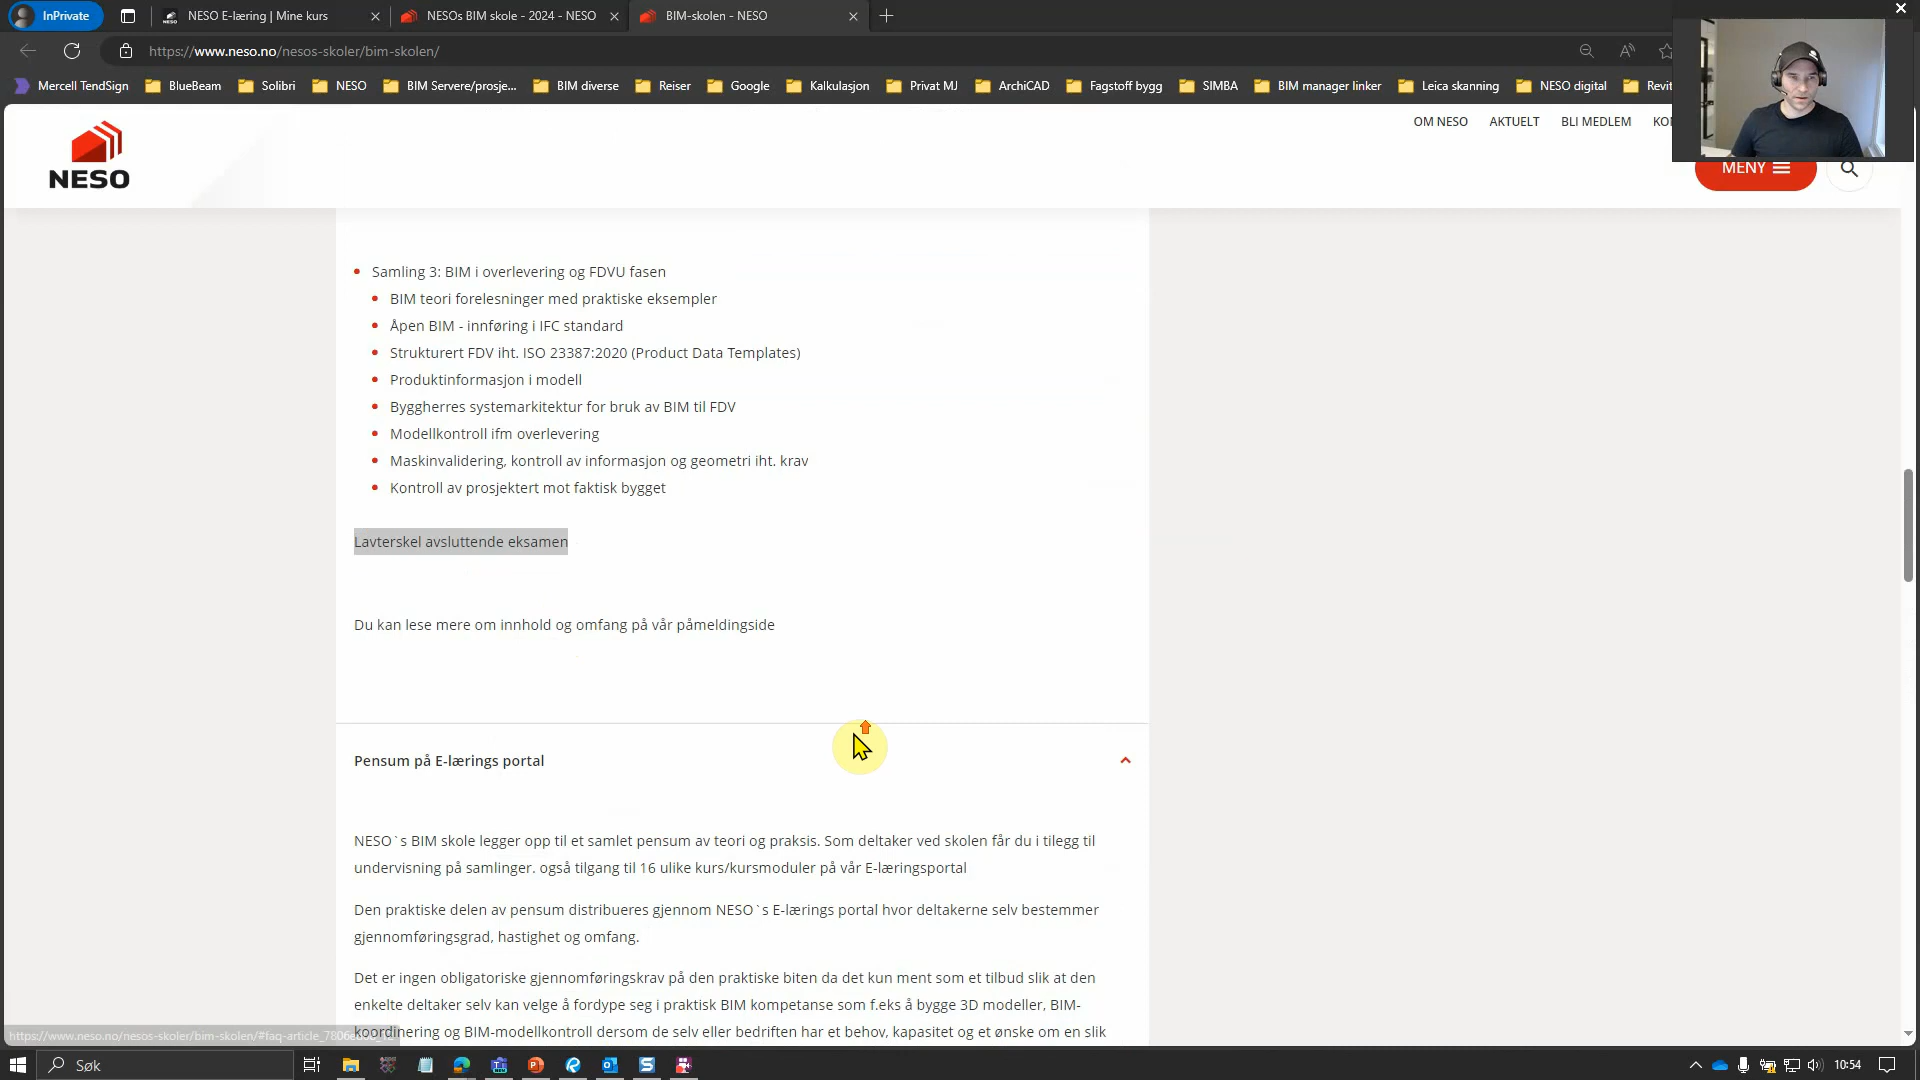 InPrivate
NESO E-læring | Mine kurs
NESOs BIM skole - 2024 - NESO
BIM-skolen - NESO
https://www.neso.no/nesos-skoler/bim-skolen/
Mercell TendSign
BlueBeam
Solibri
NESO
BIM Servere/prosje...
BIM diverse
Reiser
Google
Kalkulasjon
Privat MJ
ArchiCAD
Fagstoff bygg
SIMBA
BIM manager linker
Leica skanning
NESO digital
Revit
NESO
OM NESO
AKTUELT
BLI MEDLEM
MENY
Samling 3: BIM i overlevering og FDVU fasen
BIM teori forelesninger med praktiske eksempler
Åpen BIM - innføring i IFC standard
Strukturert FDV iht. ISO 23387:2020 (Product Data Templates)
Produktinformasjon i modell
Byggherres systemarkitektur for bruk av BIM til FDV
Modellkontroll ifm overlevering
Maskinvalidering, kontroll av informasjon og geometri iht. krav
Kontroll av prosjektert mot faktisk bygget
Lavterskel avsluttende eksamen
Du kan lese mere om innhold og omfang på vår påmeldingside
Pensum på E-lærings portal
NESO`s BIM skole legger opp til et samlet pensum av teori og praksis. Som deltaker ved skolen får du i tilegg til
undervisning på samlinger. også tilgang til 16 ulike kurs/kursmoduler på vår E-læringsportal
Den praktiske delen av pensum distribueres gjennom NESO`s E-lærings portal hvor deltakerne selv bestemmer
gjennomføringsgrad, hastighet og omfang.
Det er ingen obligatoriske gjennomføringskrav på den praktiske biten da det kun ment som et tilbud slik at den
enkelte deltaker selv kan velge å fordype seg i praktisk BIM kompetanse som f.eks å bygge 3D modeller, BIM-
koordinering og BIM-modellkontroll dersom de selv eller bedriften har et behov, kapasitet og et ønske om en slik
Søk
10:54